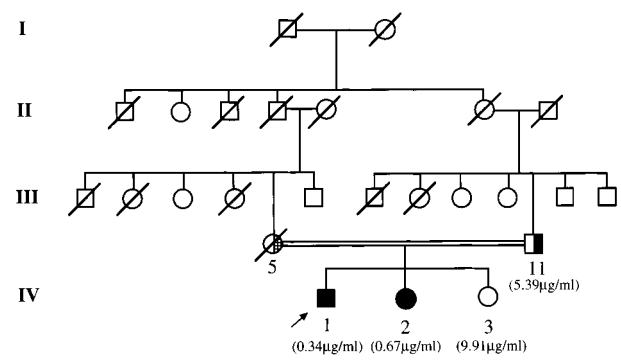 I
II
III
5
11
(5.39µg/ml)
IV
1
2
3
(0.34µg/ml)
(0.67µg/ml)
(9.91µg/ml)